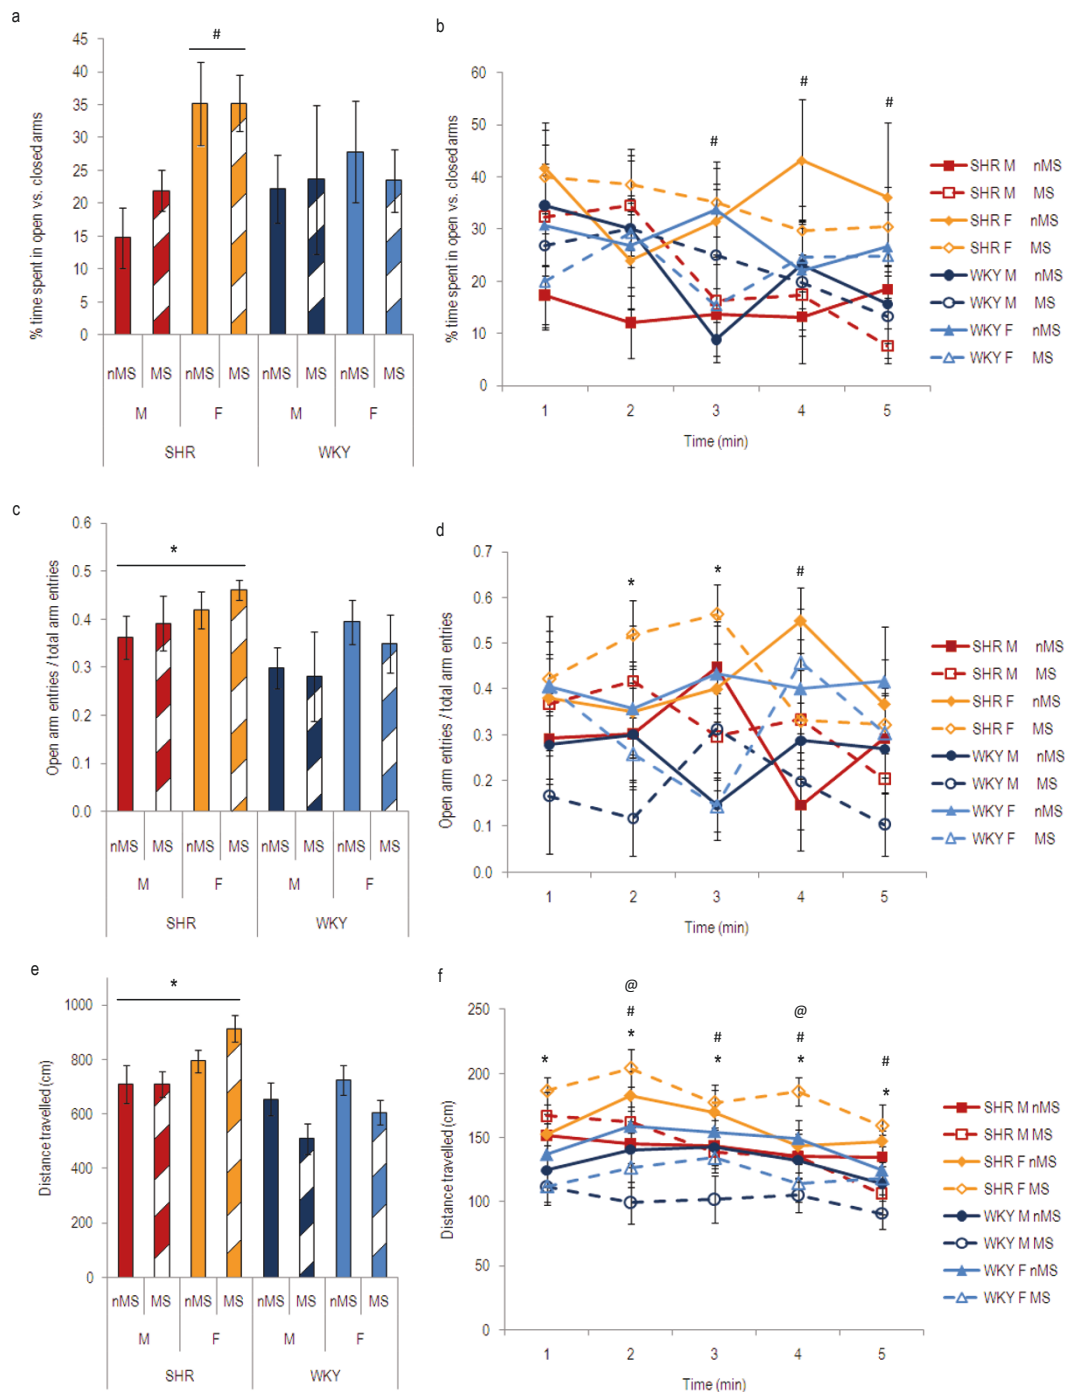 a
#
45
40
35
30
25
20
15
10
5
0
% time spent in open vs. closed arms
nMS MS nMS MS nMS MS nMS MS
M F M F
SHR WKY
b
60
50
40
30
20
10
0
% time spent in open vs. closed arms
# # #
1 2 3 4 5
Time (min)
SHR M nMS
SHR M MS
SHR F nMS
SHR F MS
WKY M nMS
WKY M MS
WKY F nMS
WKY F MS
c
*
0.6
0.5
0.4
0.3
0.2
0.1
0.0
Open arm entries / total arm entries
nMS MS nMS MS nMS MS nMS MS
M F M F
SHR WKY
d
0.7
0.6
0.5
0.4
0.3
0.2
0.1
0.0
Open arm entries / total arm entries
* * #
1 2 3 4 5
Time (min)
SHR M nMS
SHR M MS
SHR F nMS
SHR F MS
WKY M nMS
WKY M MS
WKY F nMS
WKY F MS
e
*
1000
800
600
400
200
0
Distance travelled (cm)
nMS MS nMS MS nMS MS nMS MS
M F M F
SHR WKY
f
250
200
150
100
50
0
Distance travelled (cm)
@ @
# # # #
* * * * *
1 2 3 4 5
Time (min)
SHR M nMS
SHR M MS
SHR F nMS
SHR F MS
WKY M nMS
WKY M MS
WKY F nMS
WKY F MS